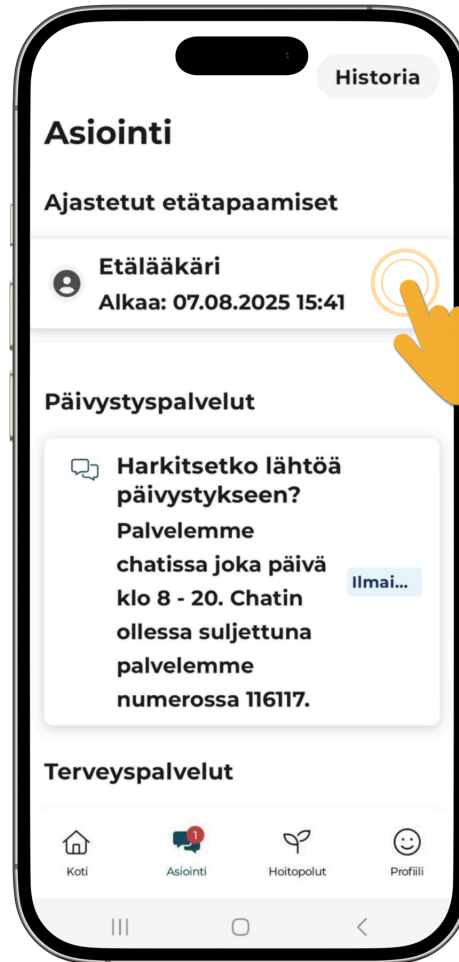 Historia
Asiointi
Ajastetut etätapaamiset
Etälääkäri
Alkaa: 07.08.2025 15:41
Päivystyspalvelut
Harkitsetko lähtöä
päivystykseen?
Palvelemme
chatissa joka päivä
klo 8 - 20. Chatin
ollessa suljettuna
palvelemme
numerossa 116117.
Ilmai...
Terveyspalvelut
1
Koti
Asiointi
Hoitopolut
Profiili